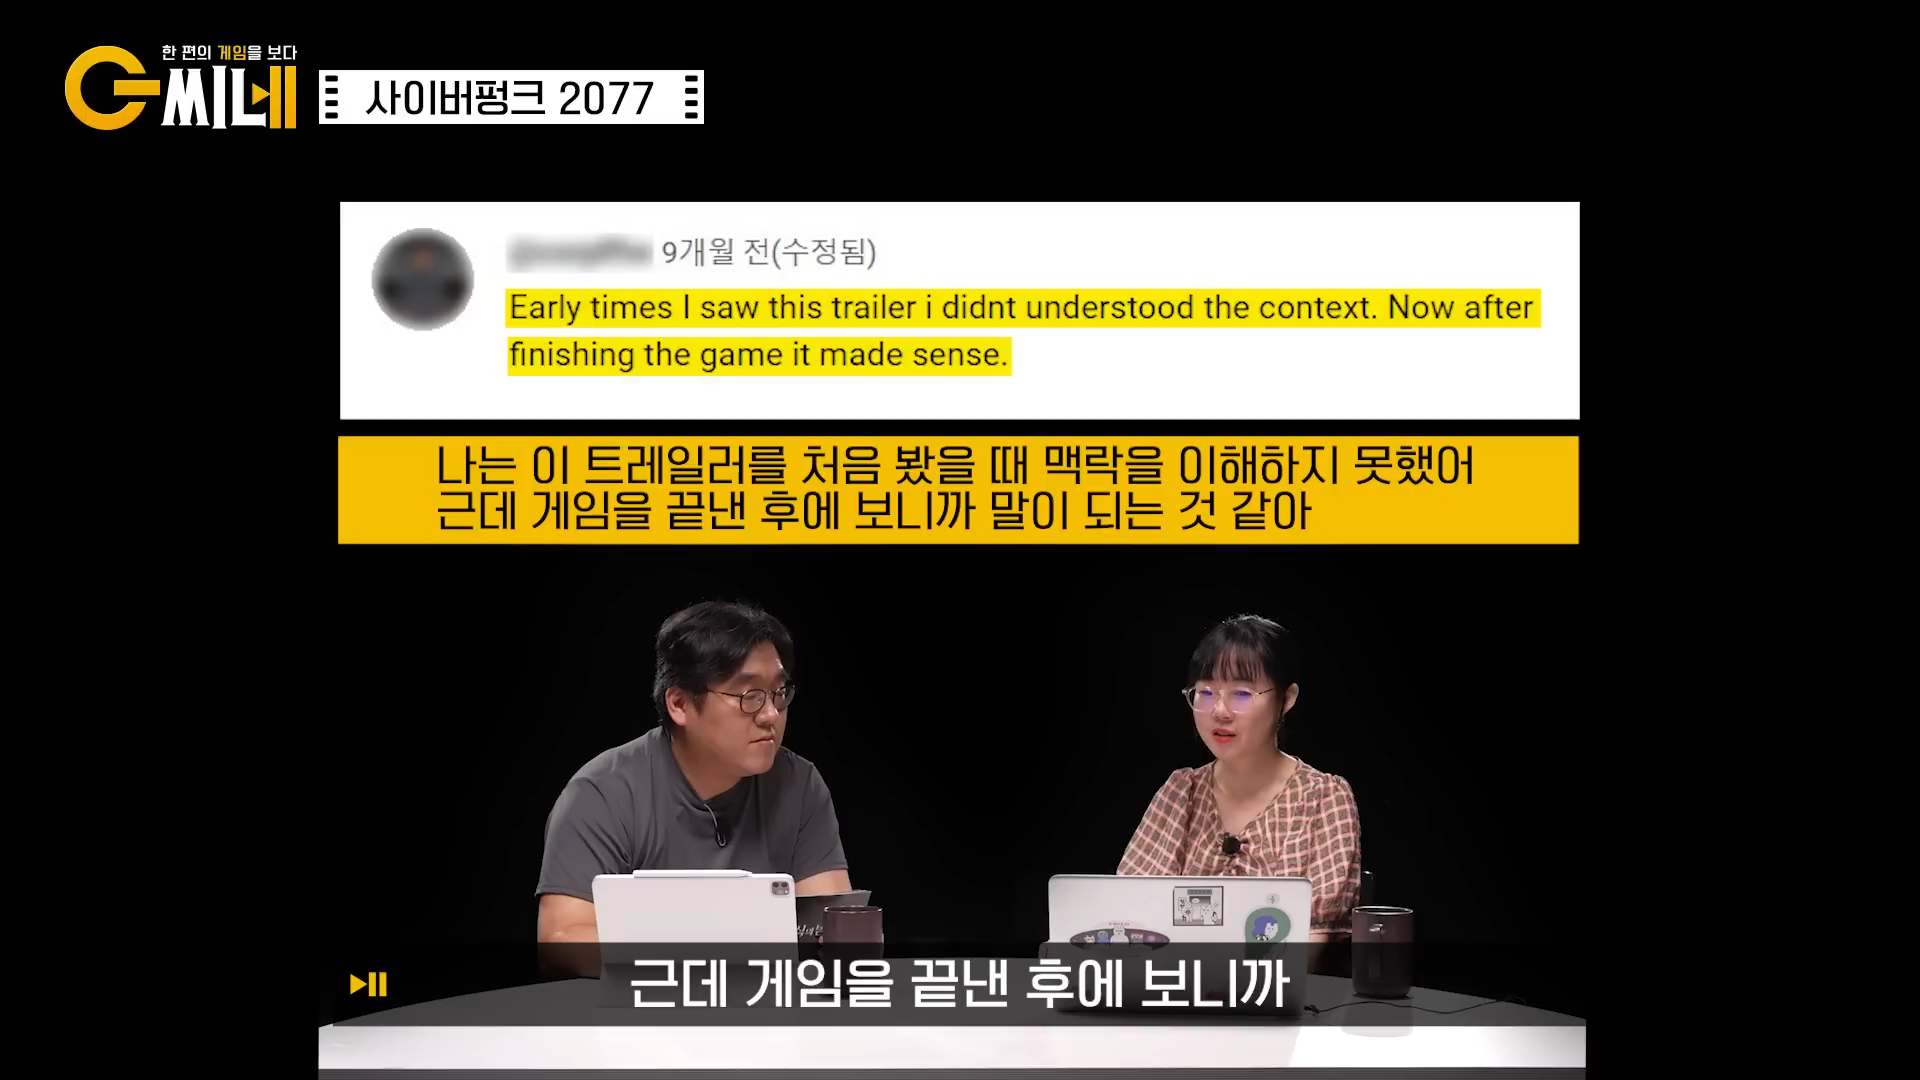 한 편의 게임을 보다
G씨네
사이버펑크 2077
9개월 전(수정됨)
Early times I saw this trailer i didnt understood the context. Now after
finishing the game it made sense.
나는 이 트레일러를 처음 봤을 때 맥락을 이해하지 못했어
근데 게임을 끝낸 후에 보니까 말이 되는 것 같아
근데 게임을 끝낸 후에 보니까